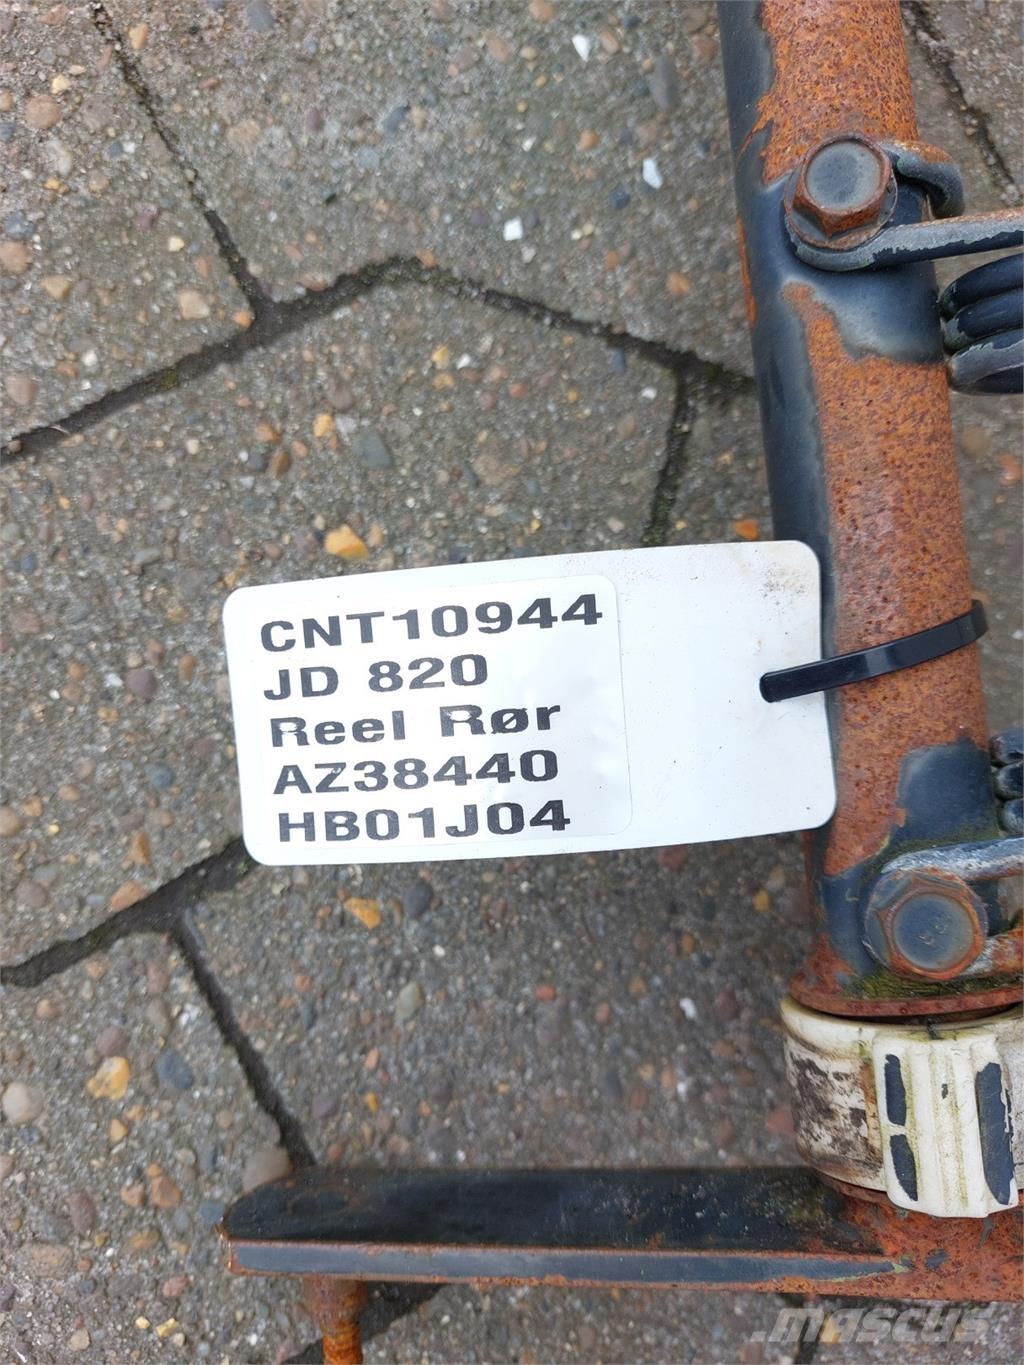 CNT10944
JD 820
Reel Rør
AZ38440
HB01J04
MASCUS